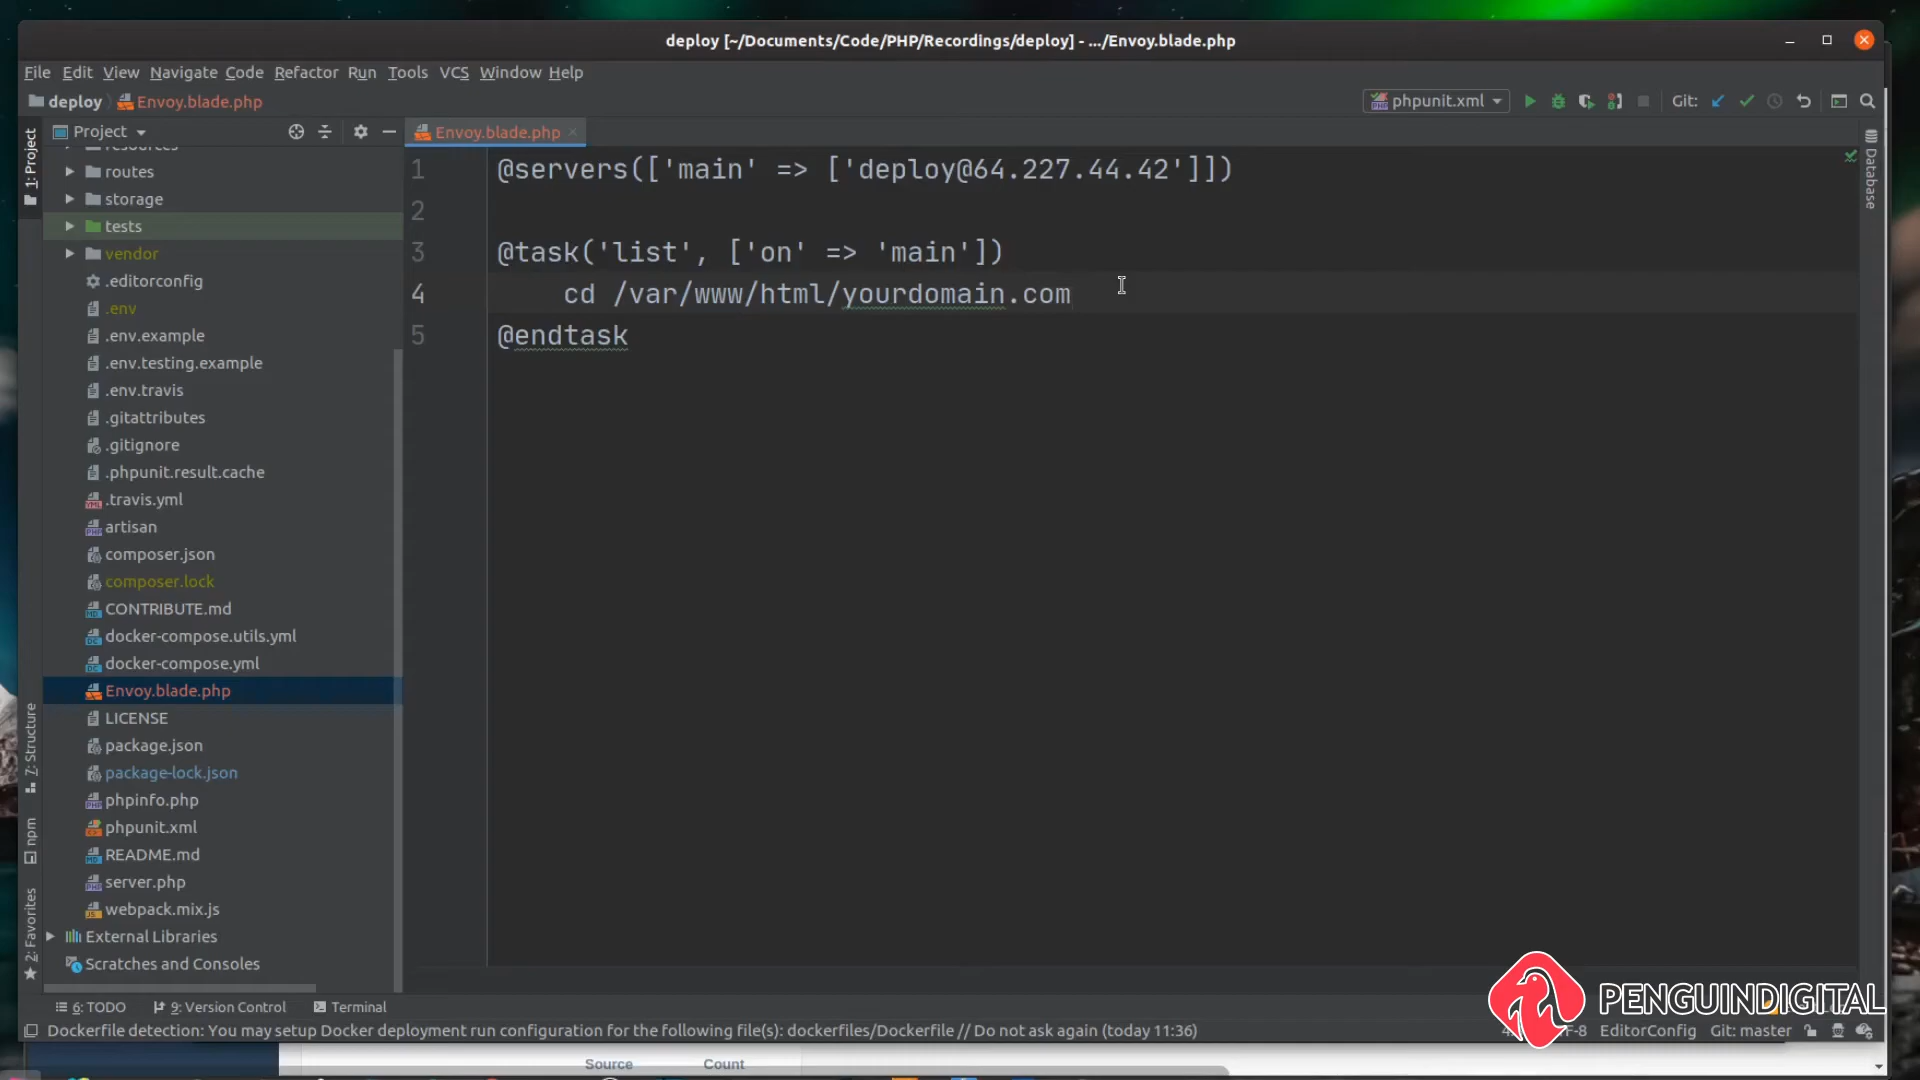 deploy [~/Documents/Code/PHP/Recordings/deploy] - .../Envoy.blade.php
File Edit View Navigate Code Refactor Run Tools VCS Window Help
deploy Envoy.blade.php
phpunit.xml
Git:
Project
Envoy.blade.php
1: Project
7: Structure
npm
2: Favorites
Database
routes
storage
tests
vendor
.editorconfig
.env
.env.example
.env.testing.example
.env.travis
.gitattributes
.gitignore
.phpunit.result.cache
.travis.yml
artisan
composer.json
composer.lock
CONTRIBUTE.md
docker-compose.utils.yml
docker-compose.yml
Envoy.blade.php
LICENSE
package.json
package-lock.json
phpinfo.php
phpunit.xml
README.md
server.php
webpack.mix.js
External Libraries
Scratches and Consoles
1 @servers(['main' => ['deploy@64.227.44.42']])
2
3 @task('list', ['on' => 'main'])
4 cd /var/www/html/yourdomain.com
5 @endtask
PENGUINDIGITAL
6: TODO 9: Version Control Terminal
Dockerfile detection: You may setup Docker deployment run configuration for the following file(s): dockerfiles/Dockerfile // Do not ask again (today 11:36)
EditorConfig Git: master
Source Count